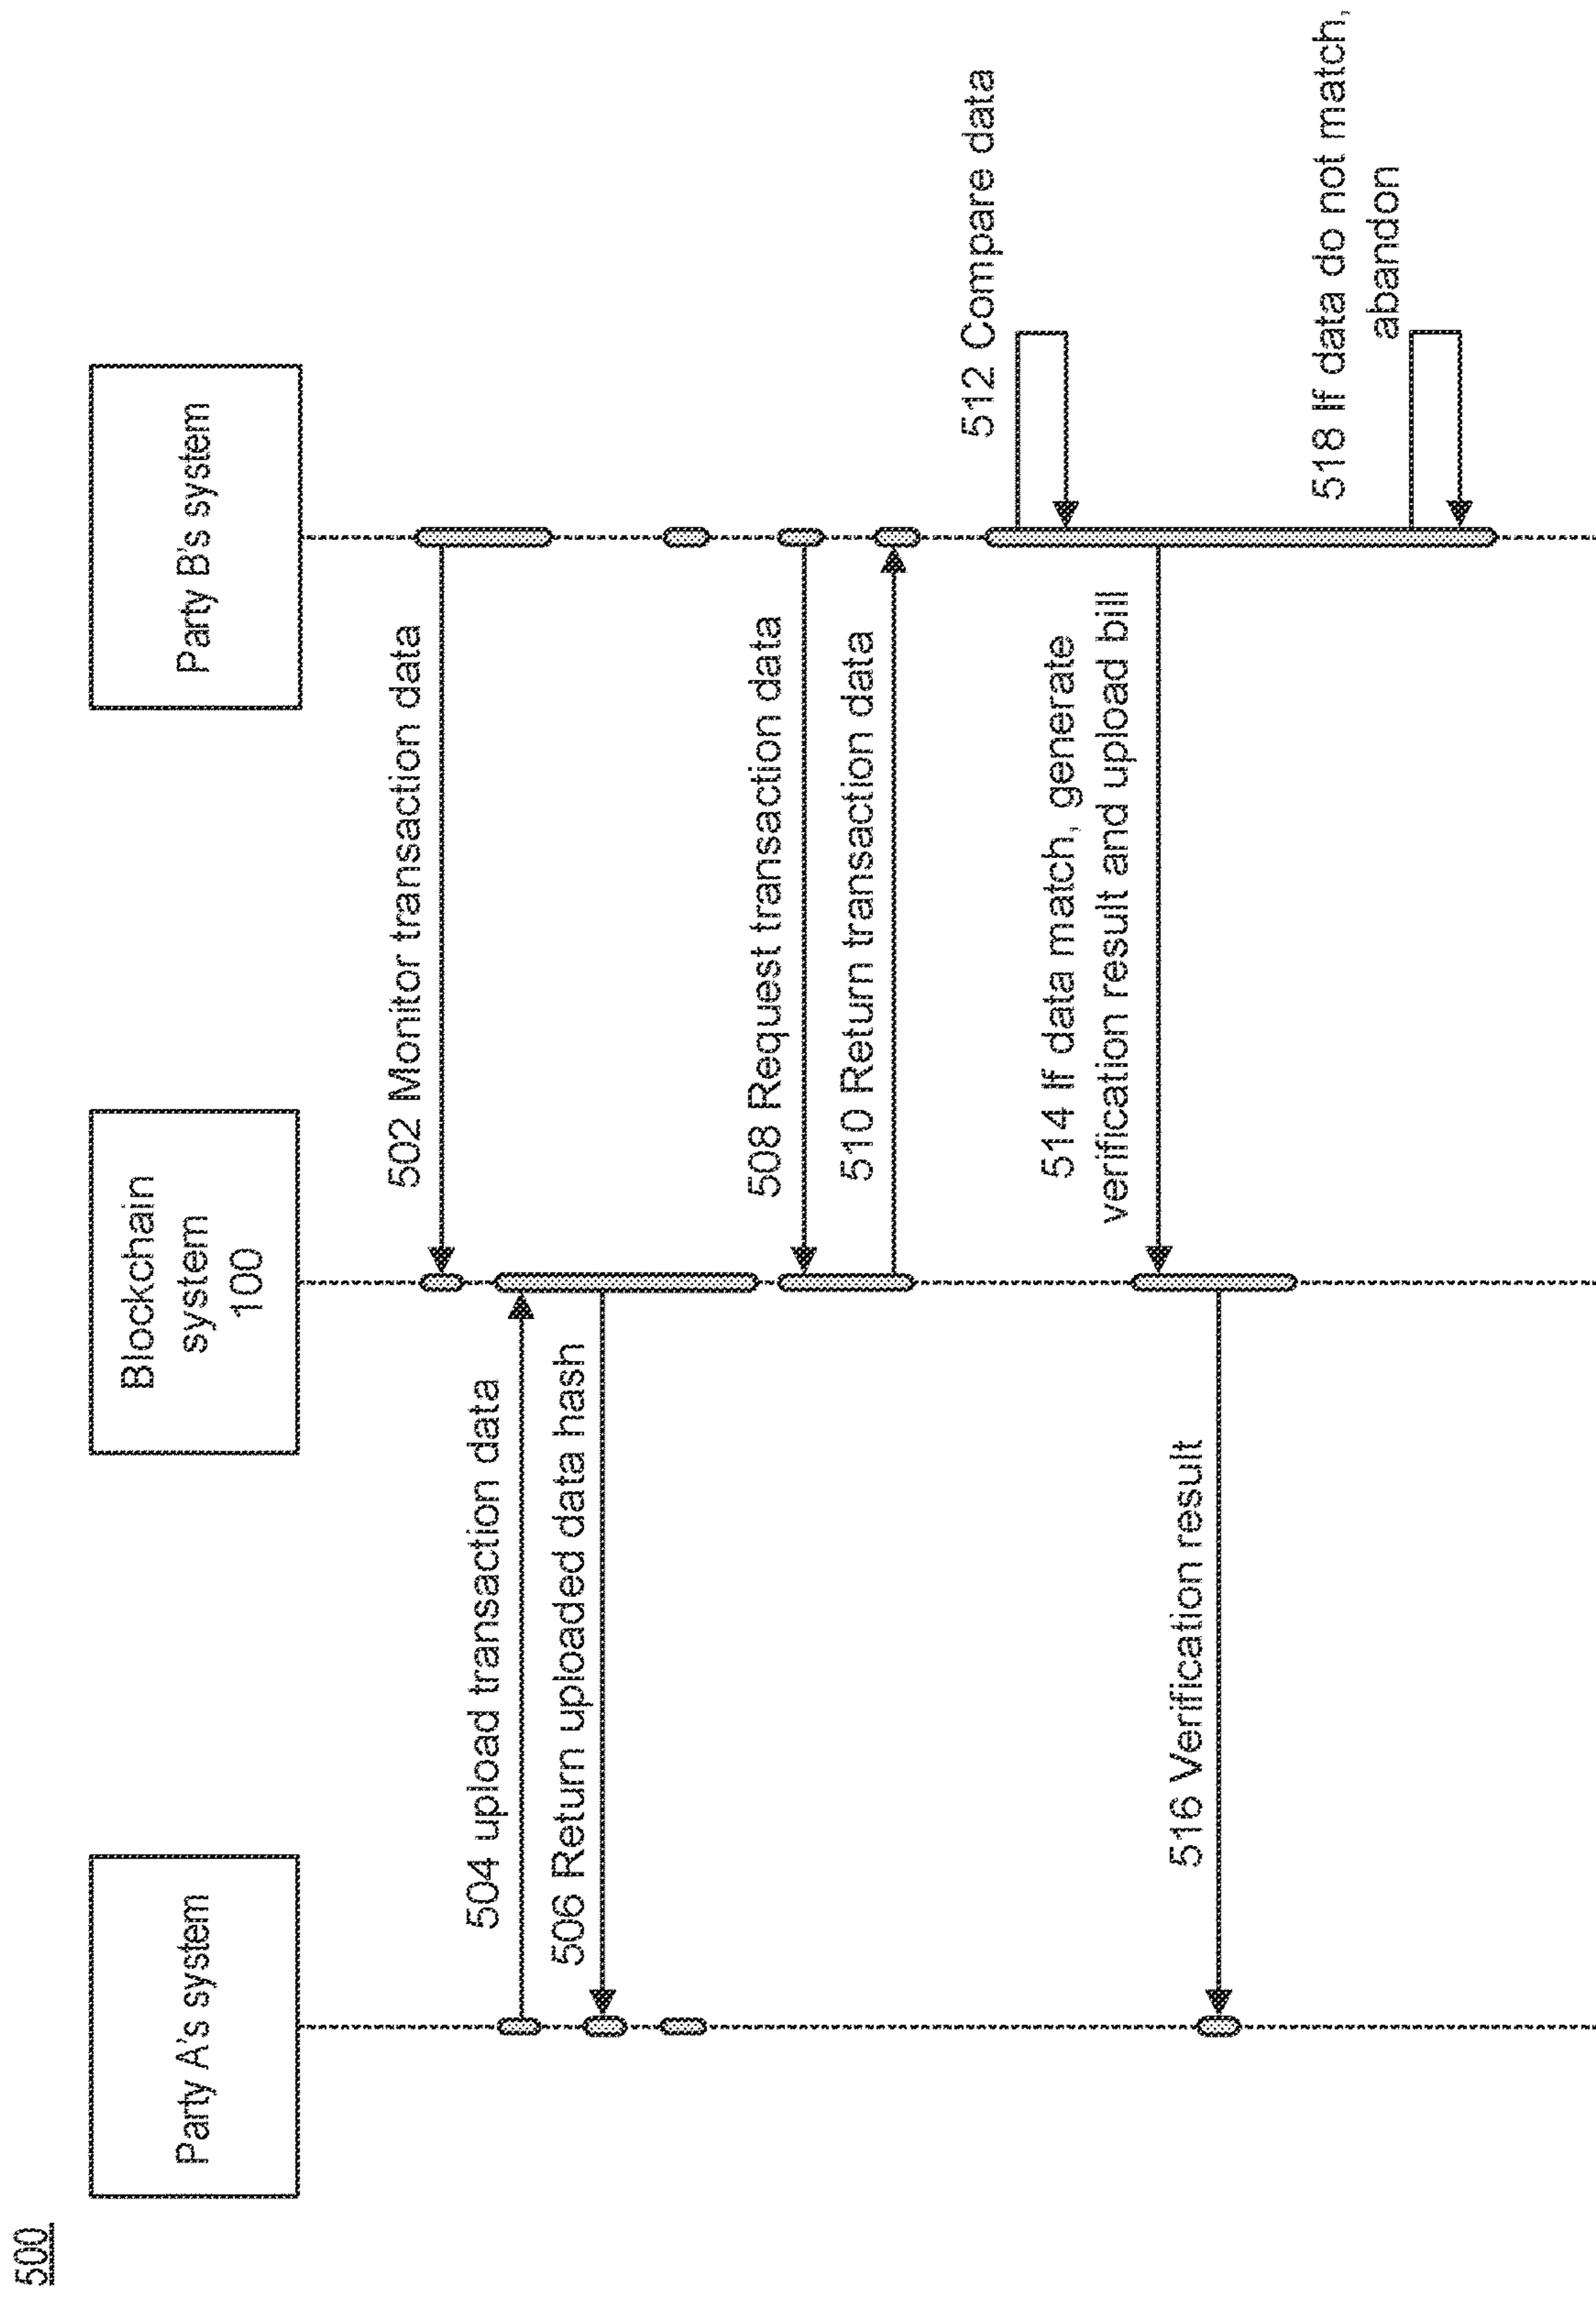 500
Party A's system
Blockchain
system
100
Party B's system
502 Monitor transaction data
504 upload transaction data
506 Return uploaded data hash
508 Request transaction data
510 Return transaction data
512 Compare data
514 If data match, generate
verification result and upload bill
516 Verification result
518 If data do not match,
abandon